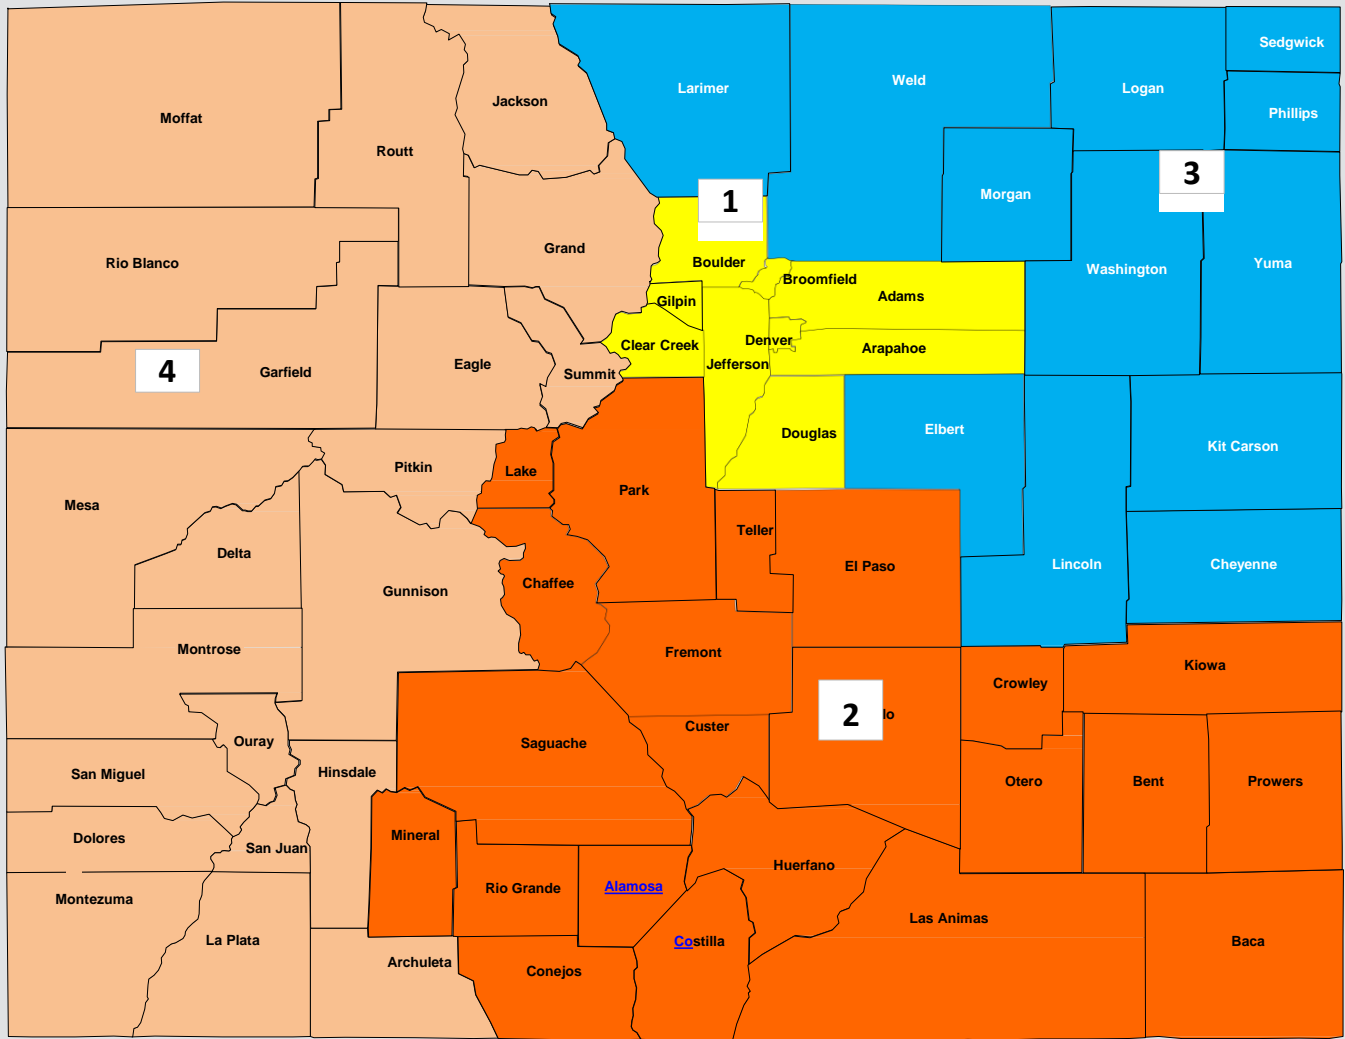 Sedgwick
Larimer
Weld
Logan
Jackson
Phillips
Moffat
Routt
1
3
Morgan
Grand
Rio Blanco
Boulder
Washington
Yuma
Broomfield
Gilpin
Adams
Denver
Clear Creek
Arapahoe
Jefferson
4
Garfield
Eagle
Summit
Douglas
Elbert
Kit Carson
Pitkin
Lake
Park
Mesa
Teller
Delta
El Paso
Lincoln
Cheyenne
Chaffee
Gunnison
Montrose
Fremont
Kiowa
Crowley
2
lo
Custer
Ouray
Saguache
San Miguel
Hinsdale
Otero
Bent
Prowers
Dolores
San Juan
Mineral
Huerfano
Rio Grande
Alamosa
Montezuma
Las Animas
La Plata
Costilla
Baca
Archuleta
Conejos